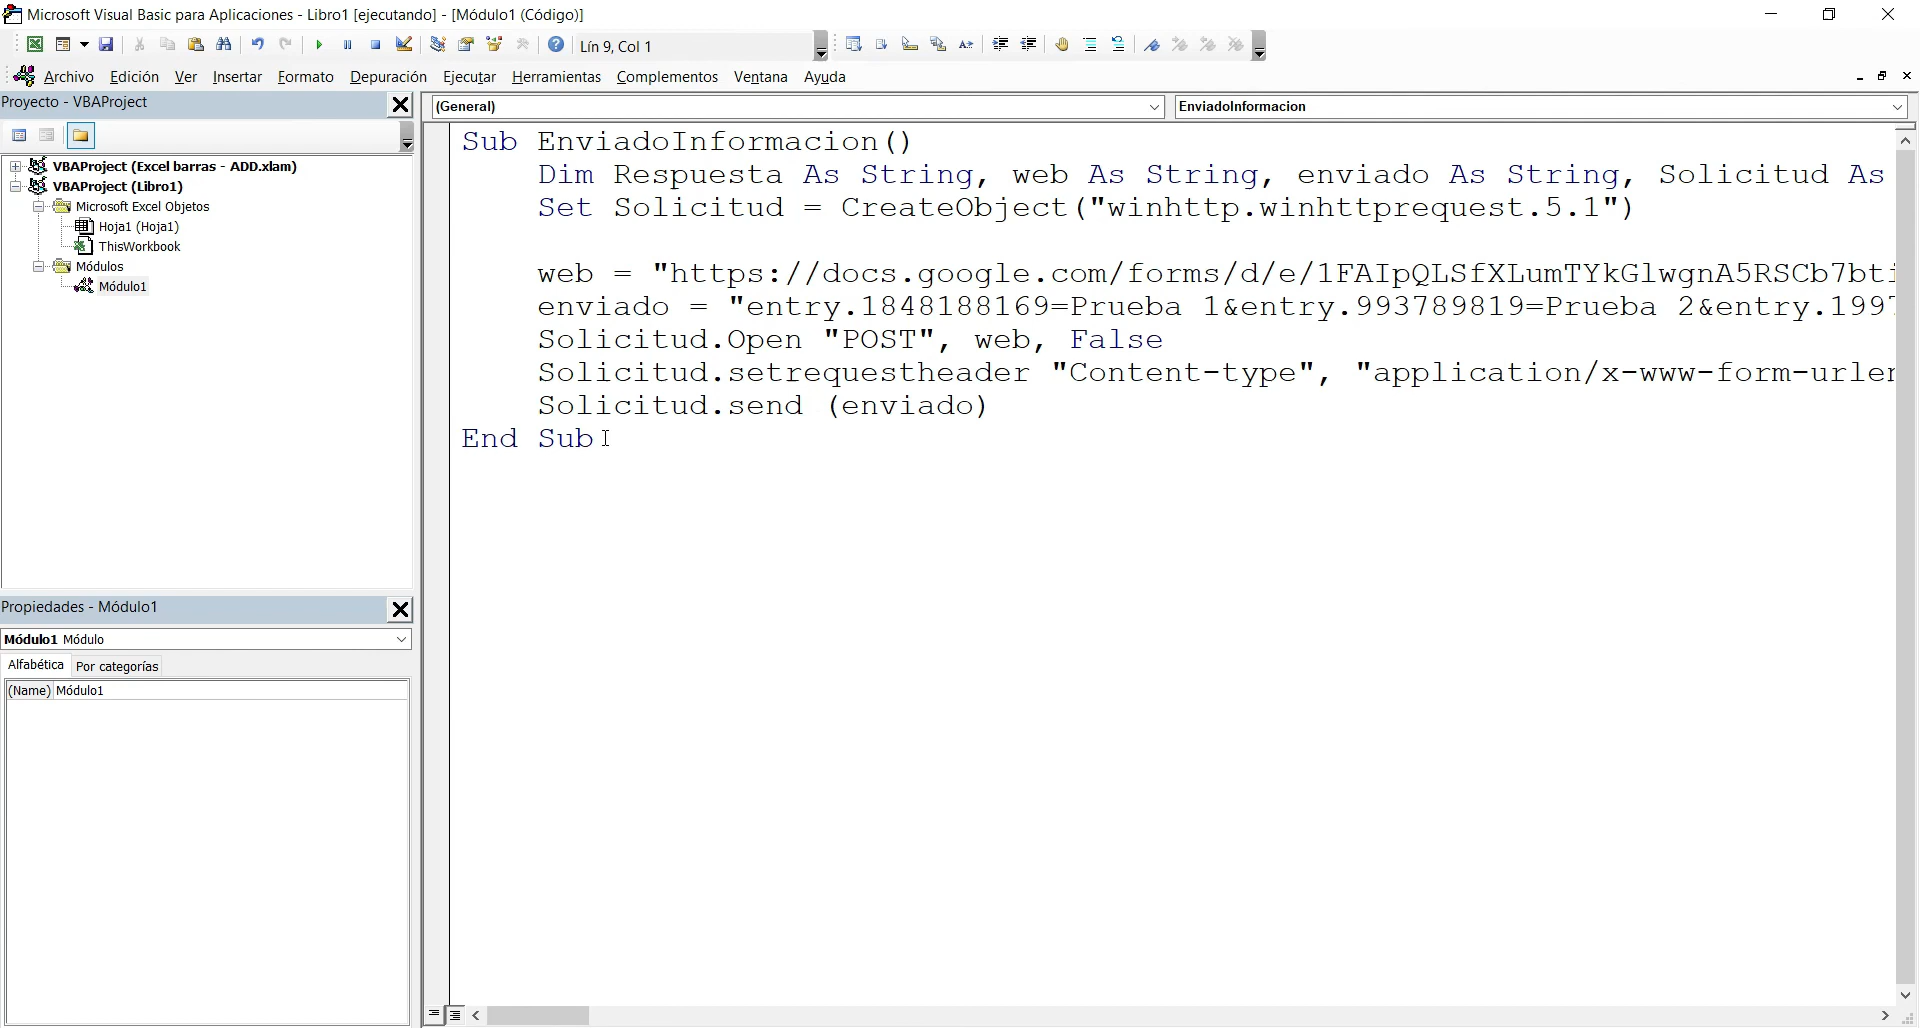 Microsoft Visual Basic para Aplicaciones - Libro1 [ejecutando] - [Módulo1 (Código)]
Lín 9, Col 1
Archivo Edición Ver Insertar Formato Depuración Ejecutar Herramientas Complementos Ventana Ayuda
Proyecto - VBAProject
VBAProject (Excel barras - ADD.xlam)
VBAProject (Libro1)
Microsoft Excel Objetos
Hoja1 (Hoja1)
ThisWorkbook
Módulos
Módulo1
Propiedades - Módulo1
Módulo1 Módulo
Alfabética Por categorías
(Name) Módulo1
(General) EnviadoInformacion
Sub EnviadoInformacion()
Dim Respuesta As String, web As String, enviado As String, Solicitud As
Set Solicitud = CreateObject("winhttp.winhttprequest.5.1")
web = "https://docs.google.com/forms/d/e/1FAIpQLSfXLumTYkGlwgnA5RSCb7bti
enviado = "entry.1848188169=Prueba 1&entry.993789819=Prueba 2&entry.199
Solicitud.Open "POST", web, False
Solicitud.setrequestheader "Content-type", "application/x-www-form-urle
Solicitud.send (enviado)
End Sub